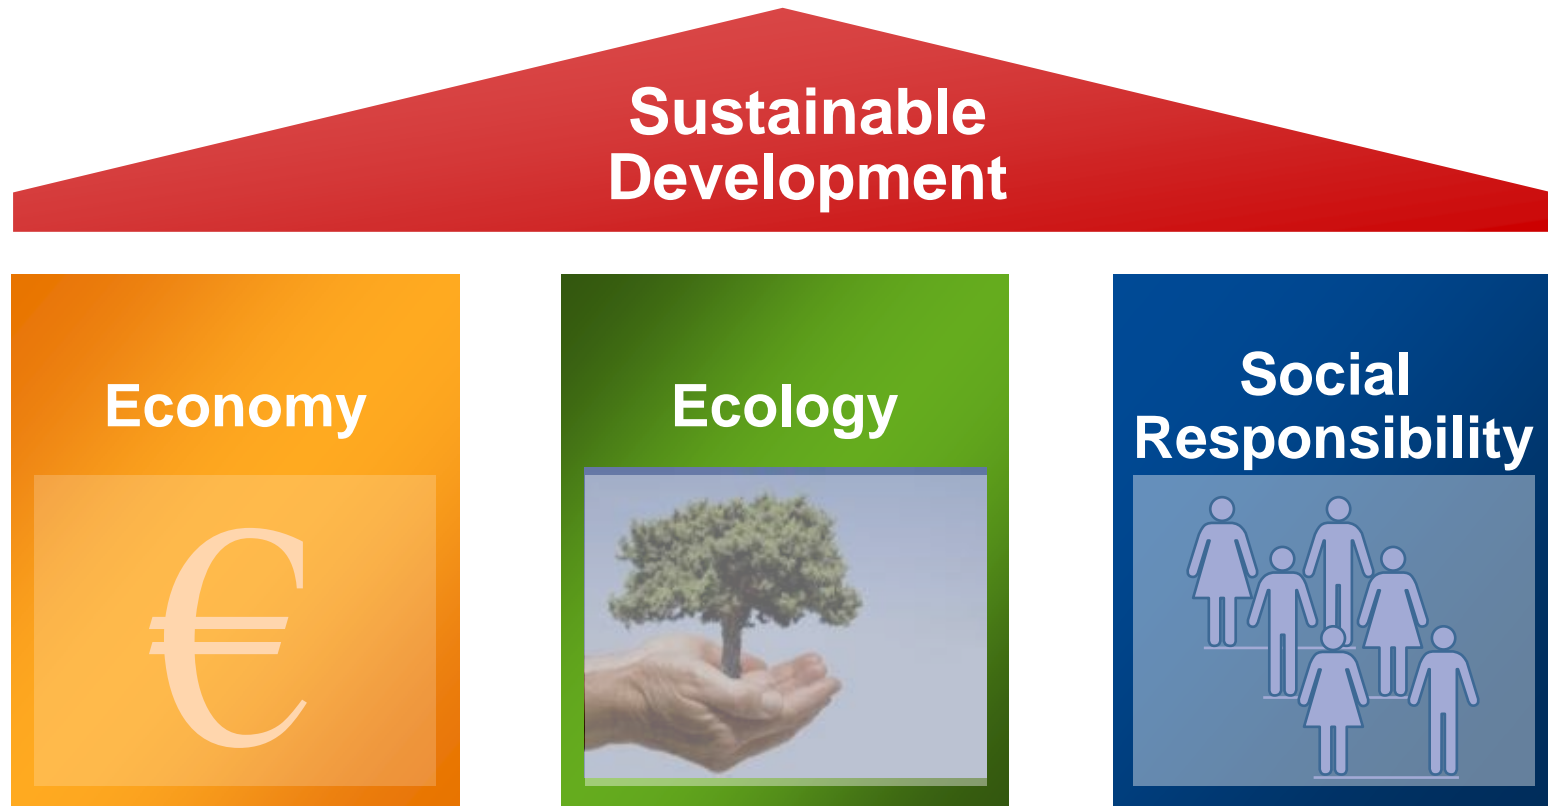 Sustainable
Development
Economy
Ecology
Social
Responsibility
€